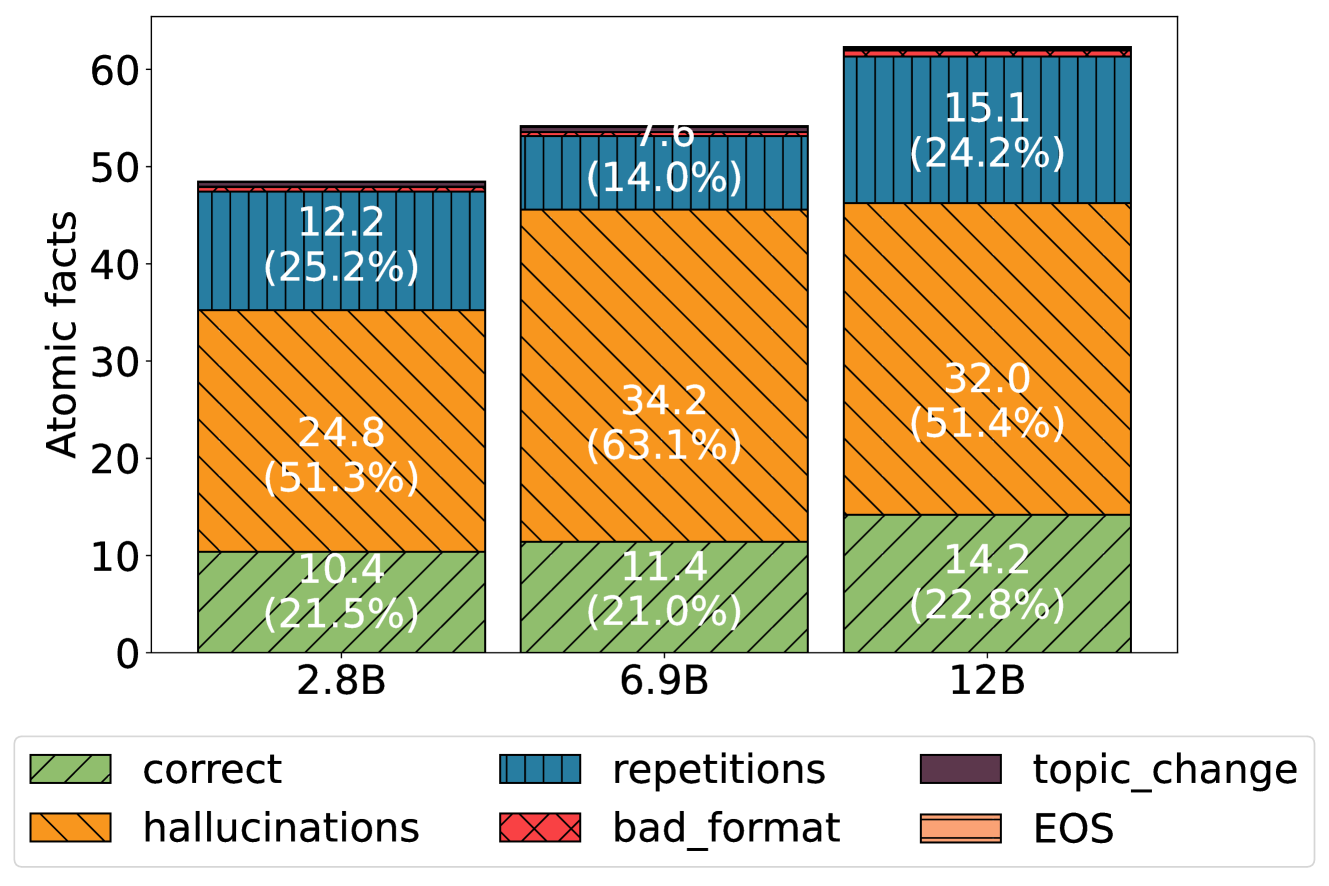 60
50
40
30
20
10
0
Atomic facts
12.2
(25.2%)
24.8
(51.3%)
10.4
(21.5%)
7.6
(14.0%)
34.2
(63.1%)
11.4
(21.0%)
15.1
(24.2%)
32.0
(51.4%)
14.2
(22.8%)
2.8B
6.9B
12B
correct
hallucinations
repetitions
bad_format
topic_change
EOS